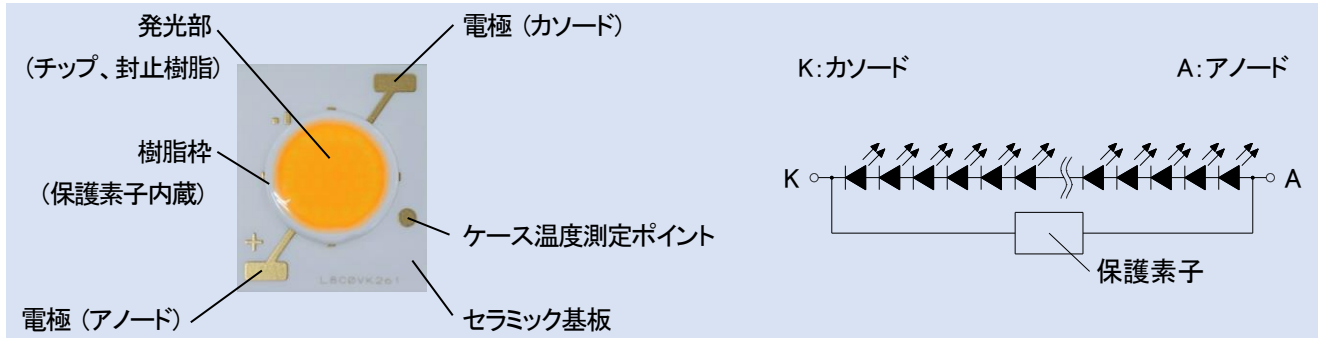 発光部
(チップ、封止樹脂)
電極 (カソード)
樹脂枠
(保護素子内蔵)
+
ケース温度測定ポイント
L8C0VK261
電極 (アノード)
セラミック基板
K:カソード
A:アノード
K
A
保護素子